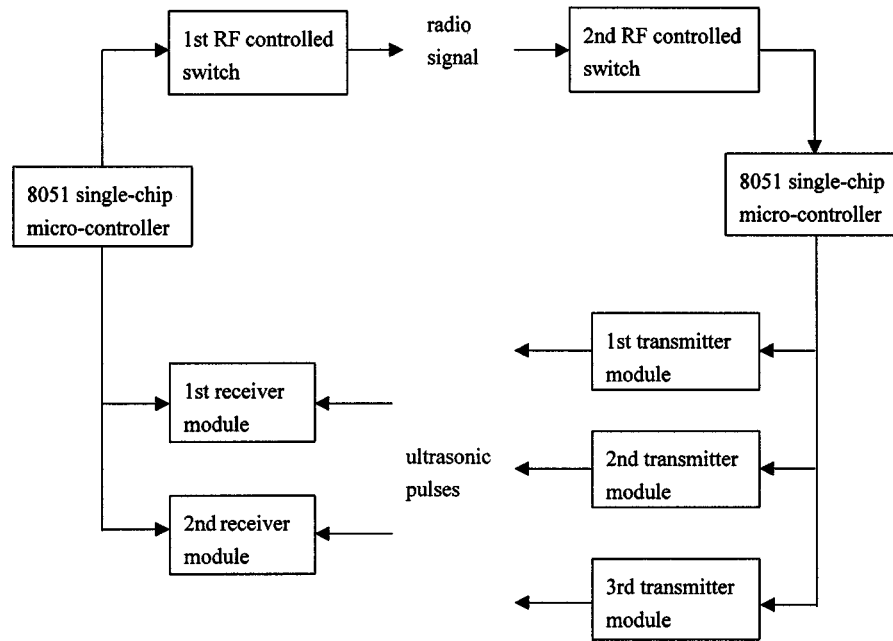 1st RF controlled
switch
radio
signal
2nd RF controlled
switch
8051 single-chip
micro-controller
8051 single-chip
micro-controller
1st transmitter
module
1st receiver
module
ultrasonic
pulses
2nd transmitter
module
2nd receiver
module
3rd transmitter
module